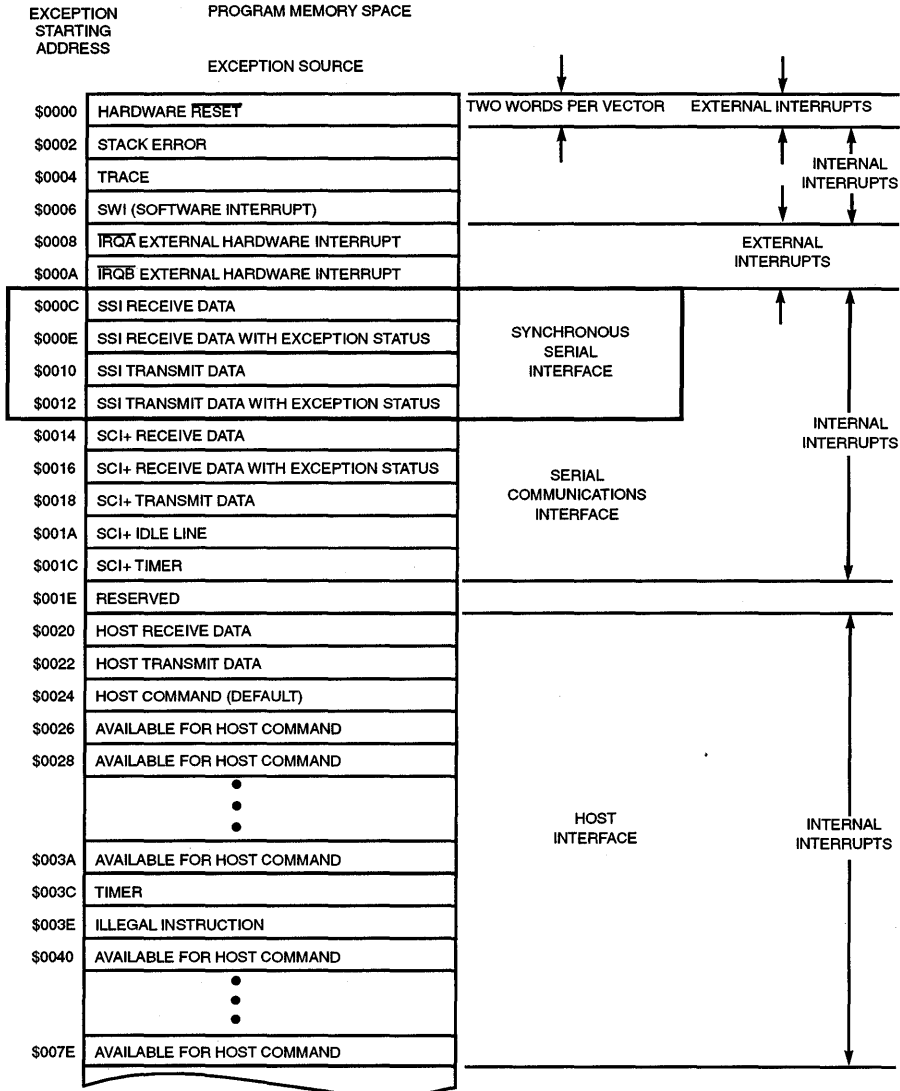 EXCEPTION
STARTING
ADDRESS
PROGRAM MEMORY SPACE
EXCEPTION SOURCE
$0000 HARDWARE RESET TWO WORDS PER VECTOR EXTERNAL INTERRUPTS
$0002 STACK ERROR
$0004 TRACE
INTERNAL
INTERRUPTS
$0006 SWI (SOFTWARE INTERRUPT)
$0008 IRQA EXTERNAL HARDWARE INTERRUPT
$000A IRQB EXTERNAL HARDWARE INTERRUPT
EXTERNAL
INTERRUPTS
$000C SSI RECEIVE DATA
$000E SSI RECEIVE DATA WITH EXCEPTION STATUS
$0010 SSI TRANSMIT DATA
$0012 SSI TRANSMIT DATA WITH EXCEPTION STATUS
SYNCHRONOUS
SERIAL
INTERFACE
$0014 SCI+ RECEIVE DATA
$0016 SCI+ RECEIVE DATA WITH EXCEPTION STATUS
$0018 SCI+ TRANSMIT DATA
$001A SCI+ IDLE LINE
$001C SCI+ TIMER
SERIAL
COMMUNICATIONS
INTERFACE
INTERNAL
INTERRUPTS
$001E RESERVED
$0020 HOST RECEIVE DATA
$0022 HOST TRANSMIT DATA
$0024 HOST COMMAND (DEFAULT)
$0026 AVAILABLE FOR HOST COMMAND
$0028 AVAILABLE FOR HOST COMMAND
$003A AVAILABLE FOR HOST COMMAND
$003C TIMER
$003E ILLEGAL INSTRUCTION
$0040 AVAILABLE FOR HOST COMMAND
$007E AVAILABLE FOR HOST COMMAND
HOST
INTERFACE
INTERNAL
INTERRUPTS